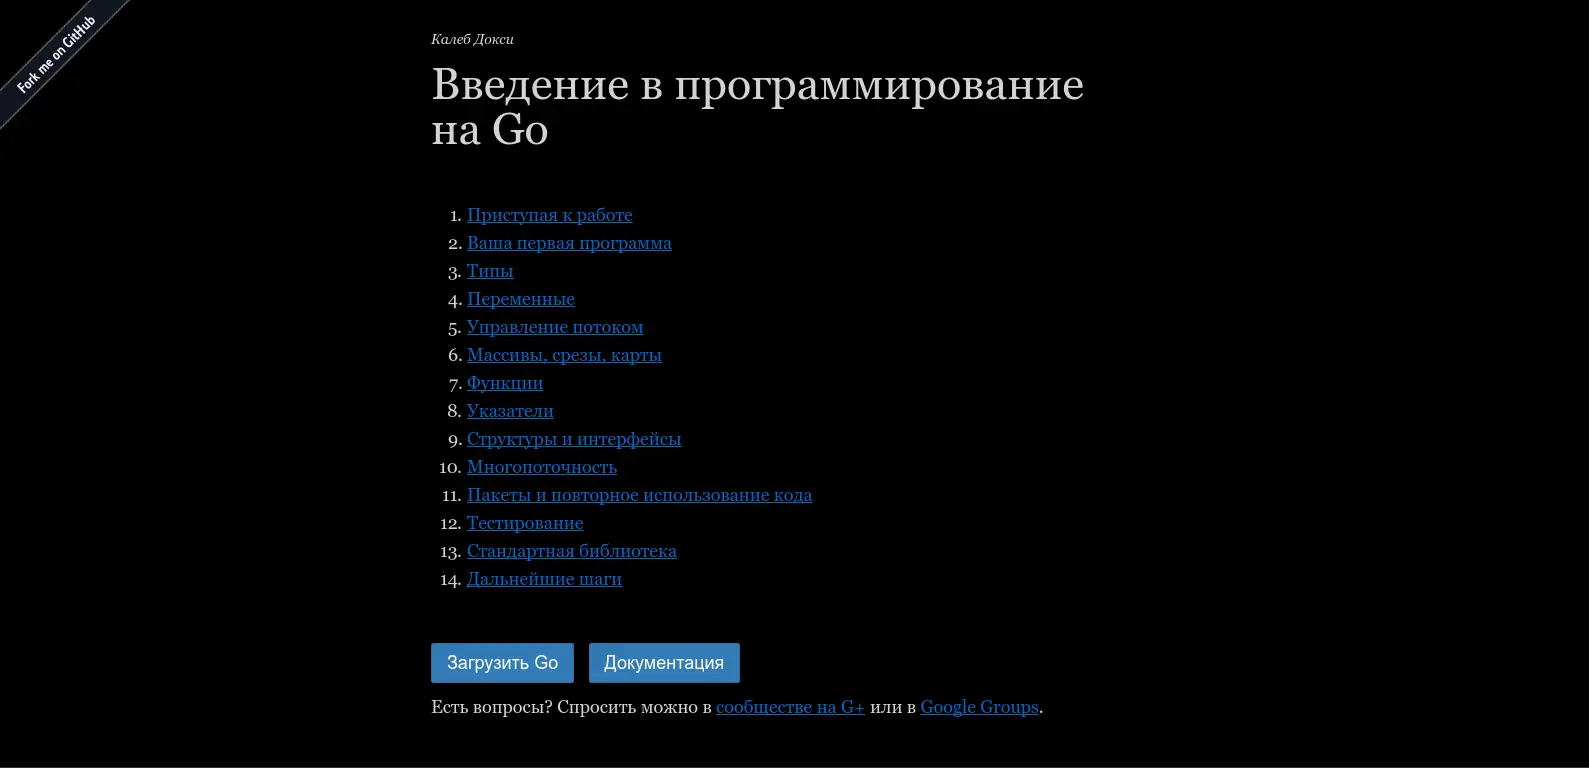 Fork me on GitHub
Калеб Докси
Введение в программирование
на Go
1. Приступая к работе
2. Ваша первая программа
3. Типы
4. Переменные
5. Управление потоком
6. Массивы, срезы, карты
7. Функции
8. Указатели
9. Структуры и интерфейсы
10. Многопоточность
11. Пакеты и повторное использование кода
12. Тестирование
13. Стандартная библиотека
14. Дальнейшие шаги
Загрузить Go Документация
Есть вопросы? Спросить можно в сообществе на G+ или в Google Groups.